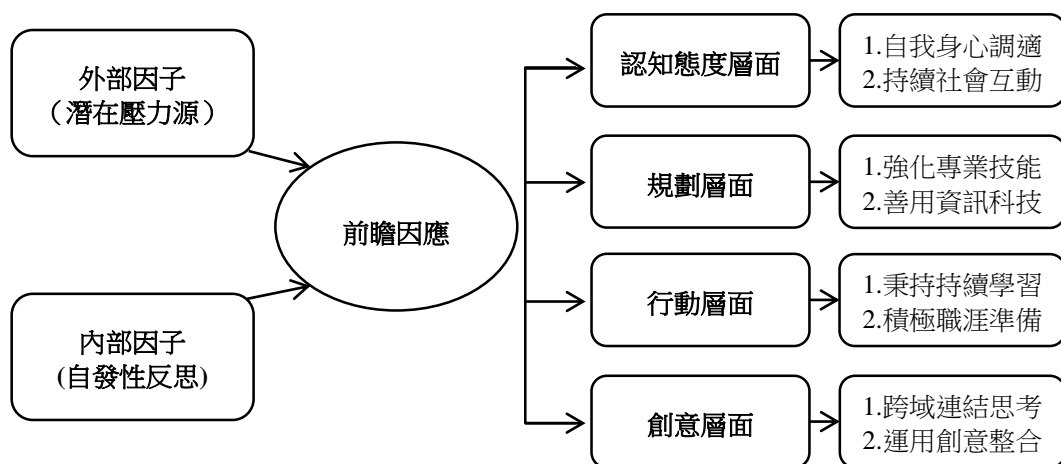 外部因子
（潛在壓力源）
內部因子
(自發性反思)
前瞻因應
認知態度層面
1.自我身心調適
2.持續社會互動
規劃層面
1.強化專業技能
2.善用資訊科技
行動層面
1.秉持持續學習
2.積極職涯準備
創意層面
1.跨域連結思考
2.運用創意整合